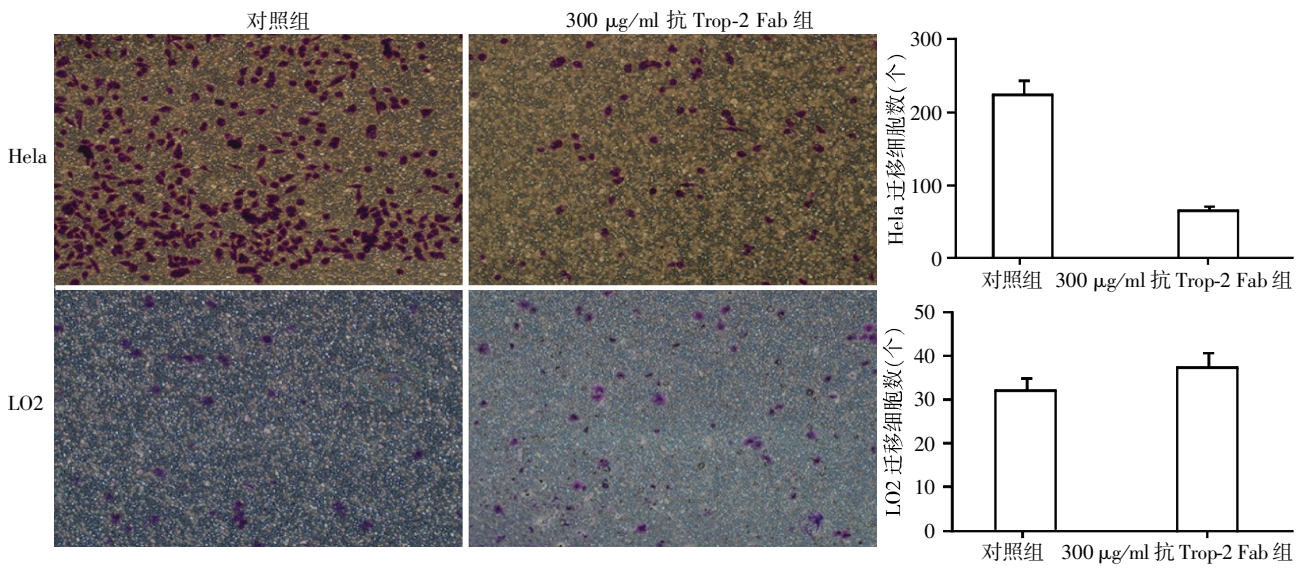 对照组
300 μg/ml 抗 Trop-2 Fab 组
Hela
LO2
Hela 迁移细胞数(个)
300
200
100
0
对照组
300 μg/ml 抗 Trop-2 Fab 组
LO2 迁移细胞数(个)
50
40
30
20
10
0
对照组
300 μg/ml 抗 Trop-2 Fab 组